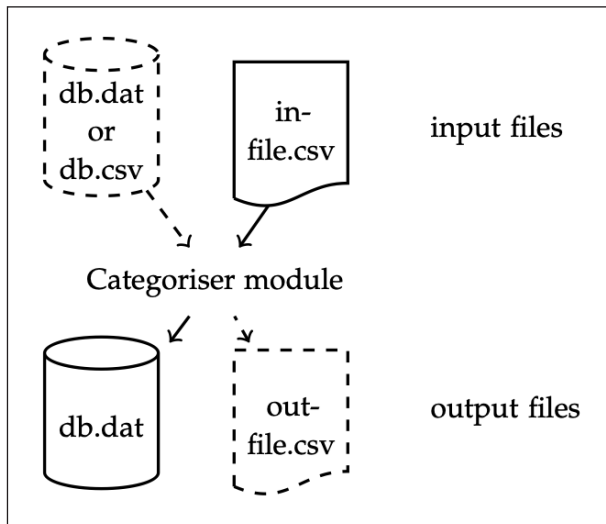 db.dat
or
db.csv
in-
file.csv
input files
Categoriser module
db.dat
out-
file.csv
output files